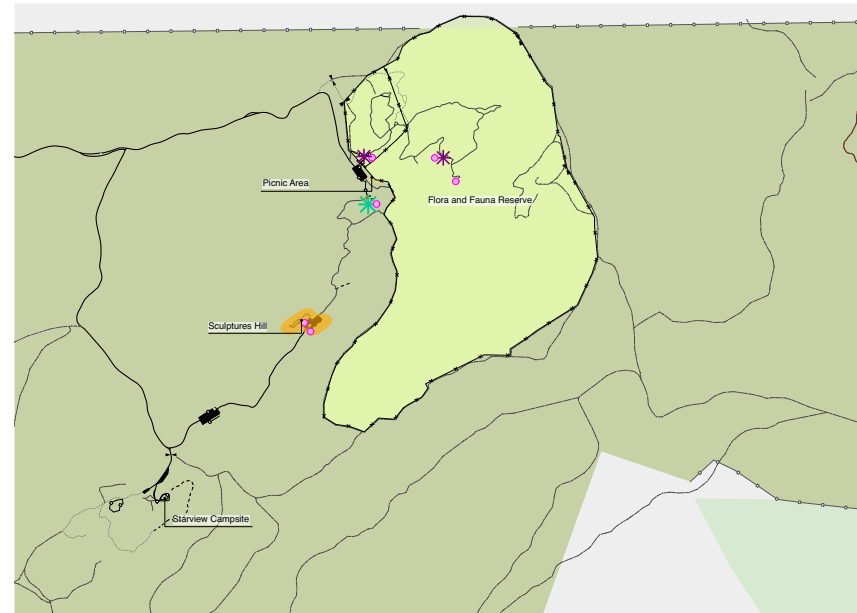 Picnic Area
Flora and Fauna Reserve
Sculptures Hill
Starview Campsite